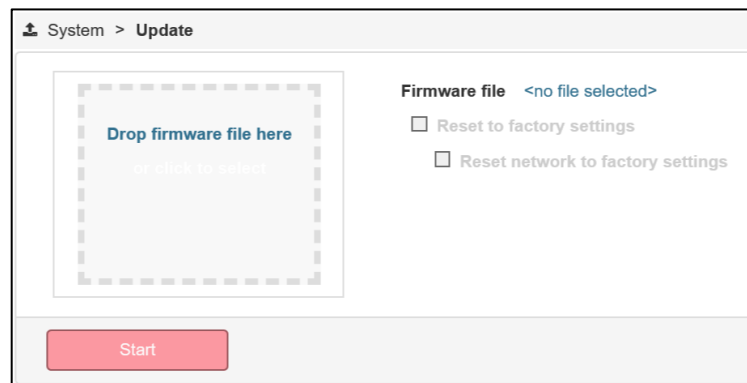 System > Update
Drop firmware file here
or click to select
Firmware file <no file selected>
Reset to factory settings
Reset network to factory settings
Start